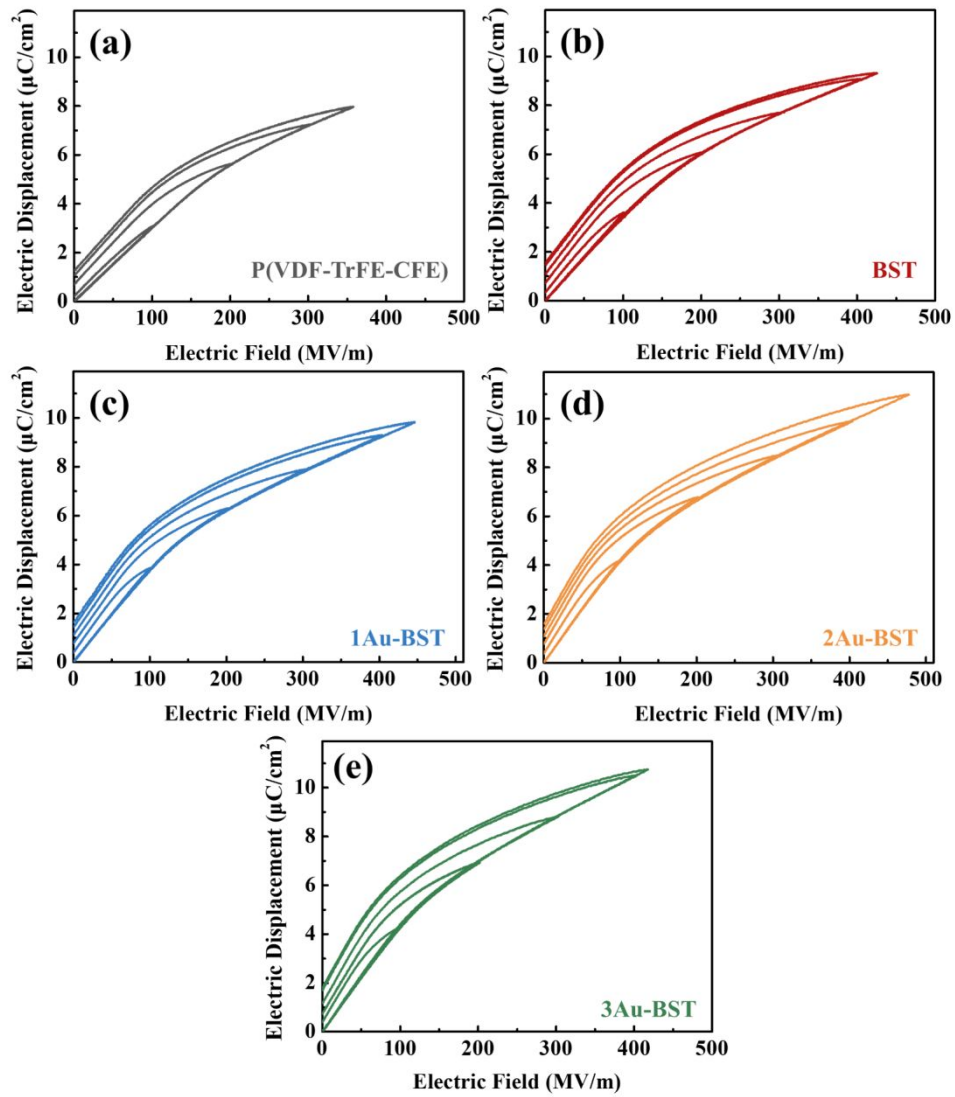 (a)
Electric Displacement (μC/cm²)
10
8
6
4
2
0
P(VDF-TrFE-CFE)
0 100 200 300 400 500
Electric Field (MV/m)
(b)
Electric Displacement (μC/cm²)
10
8
6
4
2
0
BST
0 100 200 300 400 500
Electric Field (MV/m)
(c)
Electric Displacement (μC/cm²)
10
8
6
4
2
0
1Au-BST
0 100 200 300 400 500
Electric Field (MV/m)
(d)
Electric Displacement (μC/cm²)
10
8
6
4
2
0
2Au-BST
0 100 200 300 400 500
Electric Field (MV/m)
(e)
Electric Displacement (μC/cm²)
10
8
6
4
2
0
3Au-BST
0 100 200 300 400 500
Electric Field (MV/m)